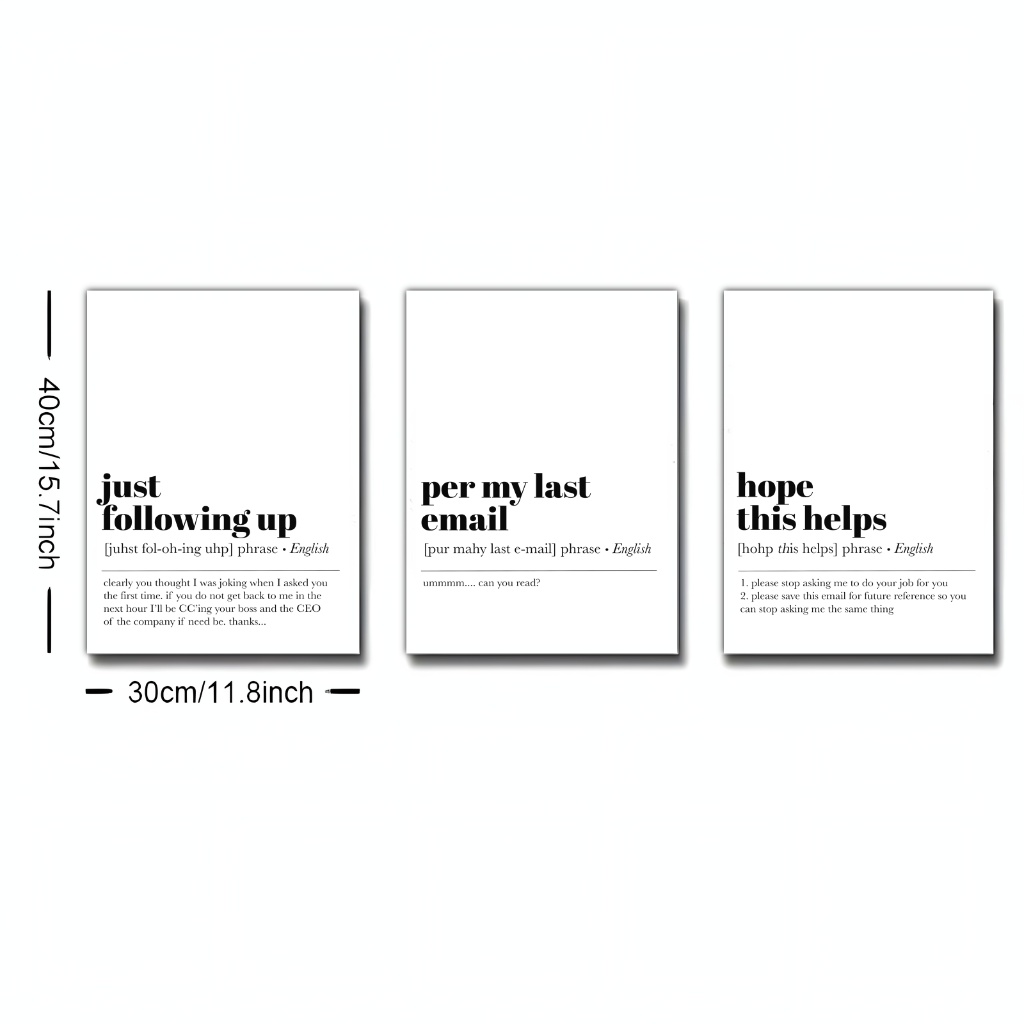 40cm/15.7inch
just
following up
[juhst fol-oh-ing uhp] phrase • English
clearly you thought I was joking when I asked you
the first time. if you do not get back to me in the
next hour I'll be CC'ing your boss and the CEO
of the company if need be. thanks...
per my last
email
[pur mahy last e-mail] phrase • English
ummmm.... can you read?
hope
this helps
[hohp this helps] phrase • English
1. please stop asking me to do your job for you
2. please save this email for future reference so you
can stop asking me the same thing
30cm/11.8inch